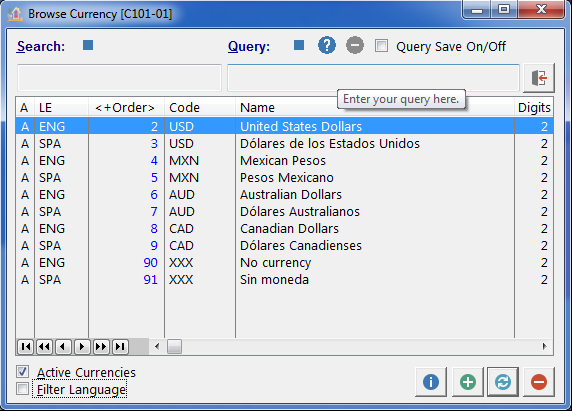 Browse Currency [C101-01]
Search: Query: Query Save On/Off
Enter your query here.
A LE <+Order> Code Name Digits
A ENG 2 USD United States Dollars 2
A SPA 3 USD Dólares de los Estados Unidos 2
A ENG 4 MXN Mexican Pesos 2
A SPA 5 MXN Pesos Mexicano 2
A ENG 6 AUD Australian Dollars 2
A SPA 7 AUD Dólares Australianos 2
A ENG 8 CAD Canadian Dollars 2
A SPA 9 CAD Dólares Canadienses 2
A ENG 90 XXX No currency 2
A SPA 91 XXX Sin moneda 2
Active Currencies
Filter Language